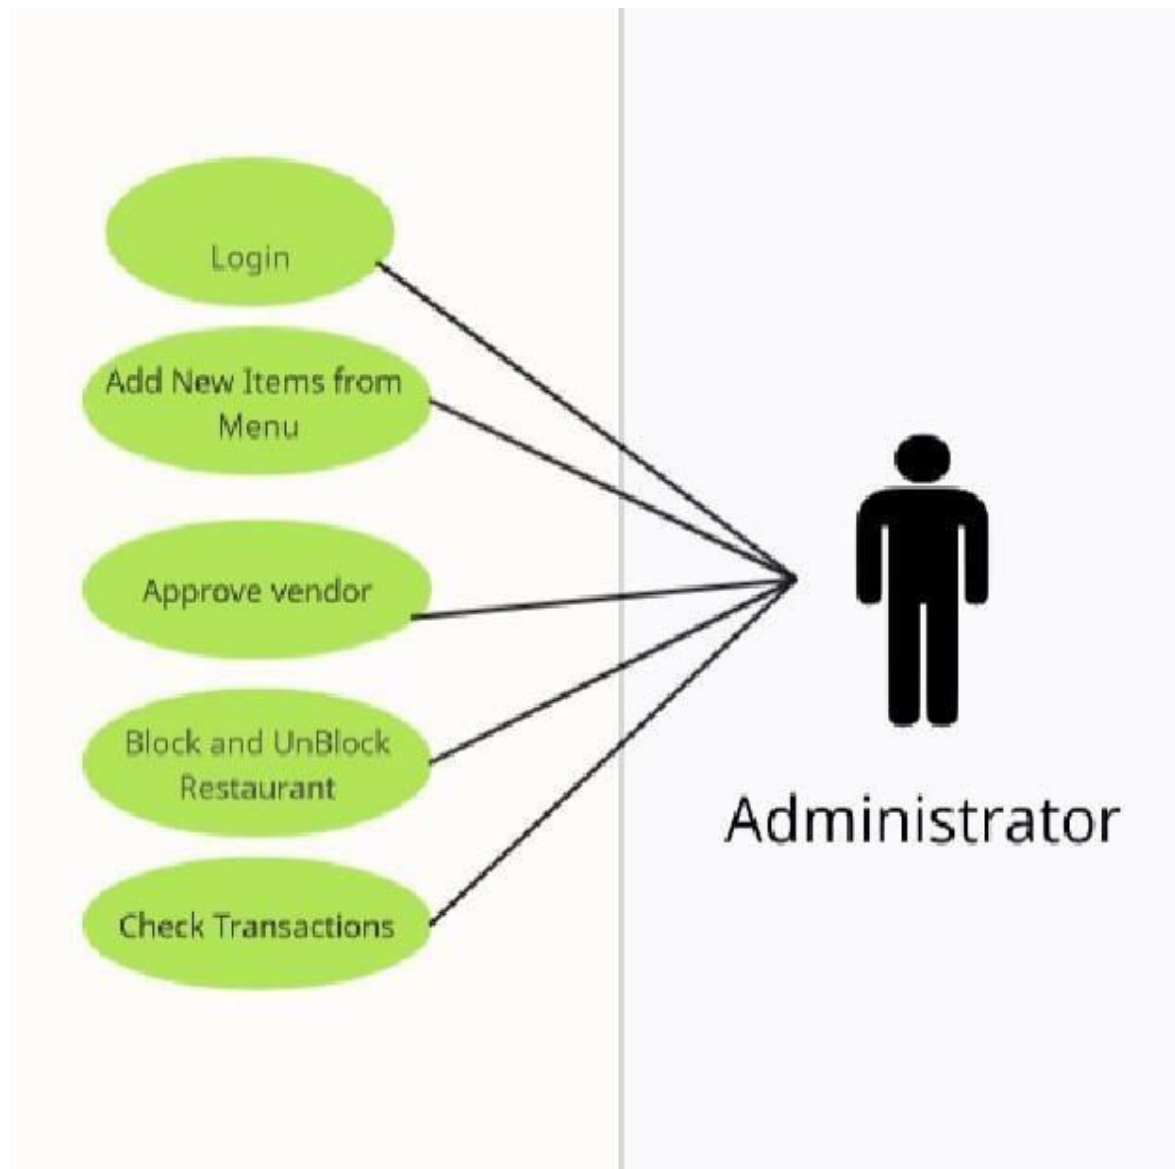 Login
Add New Items from
Menu
Approve vendor
Block and UnBlock
Restaurant
Check Transactions
Administrator